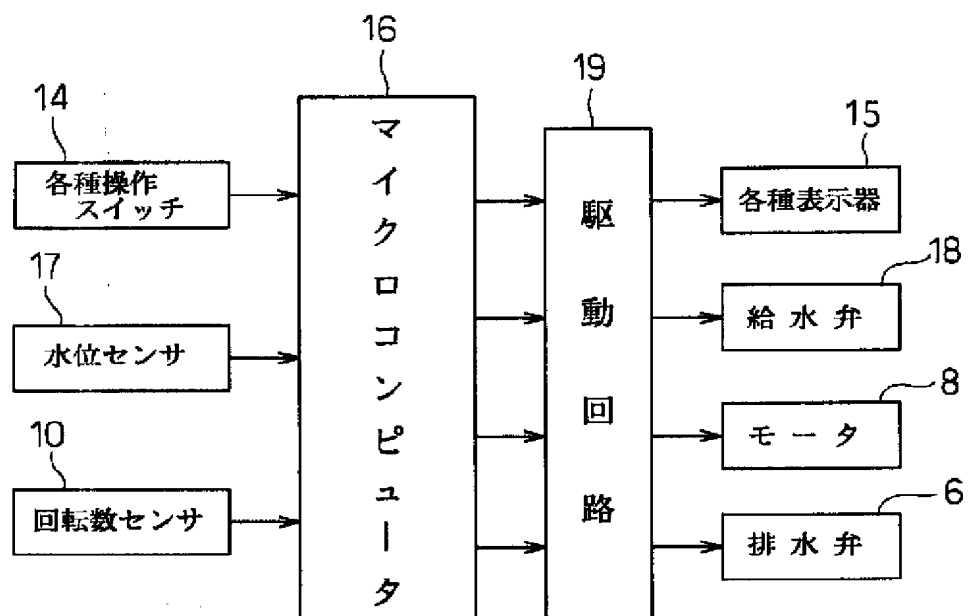 16
マイクロコンピュータ
19
駆動回路
14
各種操作
スイッチ
17
水位センサ
10
回転数センサ
15
各種表示器
18
給水弁
8
モータ
6
排水弁